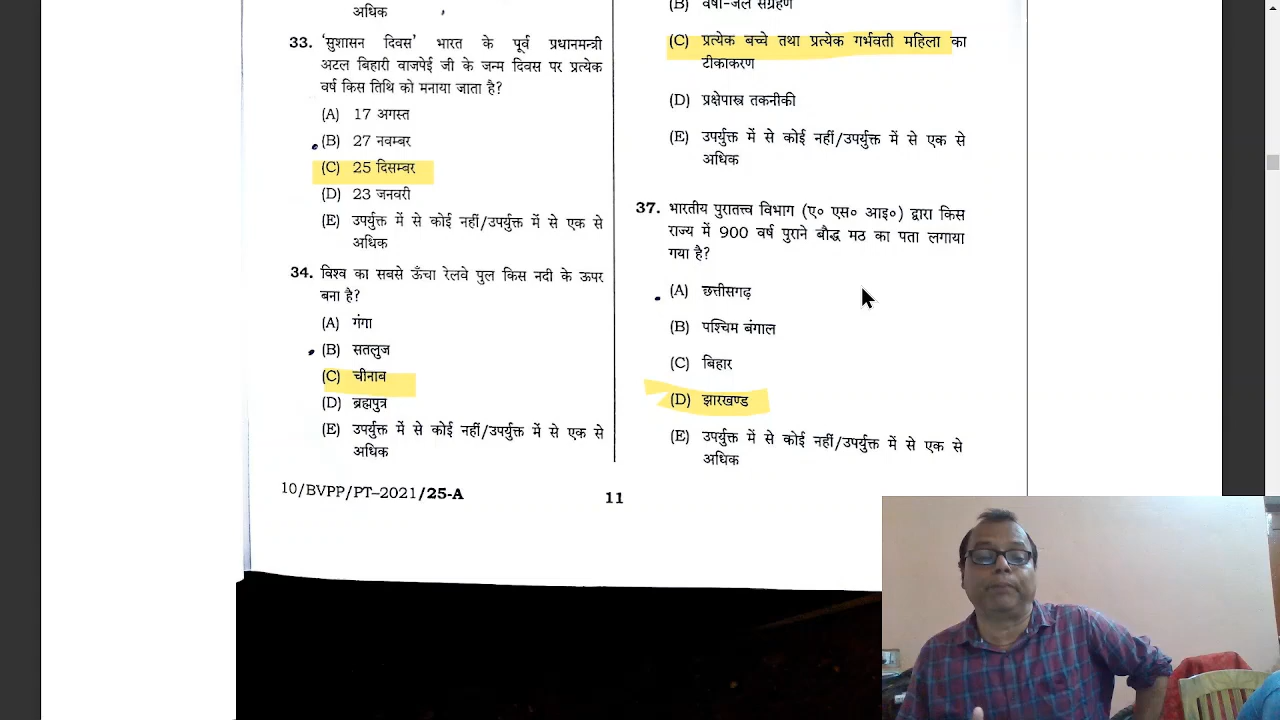 अधिक
33. 'सुशासन दिवस' भारत के पूर्व प्रधानमन्त्री
अटल बिहारी वाजपेई जी के जन्म दिवस पर प्रत्येक
वर्ष किस तिथि को मनाया जाता है?
(A) 17 अगस्त
(B) 27 नवम्बर
(C) 25 दिसम्बर
(D) 23 जनवरी
(E) उपर्युक्त में से कोई नहीं/उपर्युक्त में से एक से
अधिक
34. विश्व का सबसे ऊँचा रेलवे पुल किस नदी के ऊपर
बना है?
(A) गंगा
(B) सतलुज
(C) चीनाब
(D) ब्रह्मपुत्र
(E) उपर्युक्त में से कोई नहीं/उपर्युक्त में से एक से
अधिक
(B) वर्षा-जल संग्रहण
(C) प्रत्येक बच्चे तथा प्रत्येक गर्भवती महिला का
टीकाकरण
(D) प्रक्षेपास्त्र तकनीकी
(E) उपर्युक्त में से कोई नहीं/उपर्युक्त में से एक से
अधिक
37. भारतीय पुरातत्त्व विभाग (ए० एस० आइ०) द्वारा किस
राज्य में 900 वर्ष पुराने बौद्ध मठ का पता लगाया
गया है?
(A) छत्तीसगढ़
(B) पश्चिम बंगाल
(C) बिहार
(D) झारखण्ड
(E) उपर्युक्त में से कोई नहीं/उपर्युक्त में से एक से
अधिक
10/BVPP/PT–2021/25-A
11